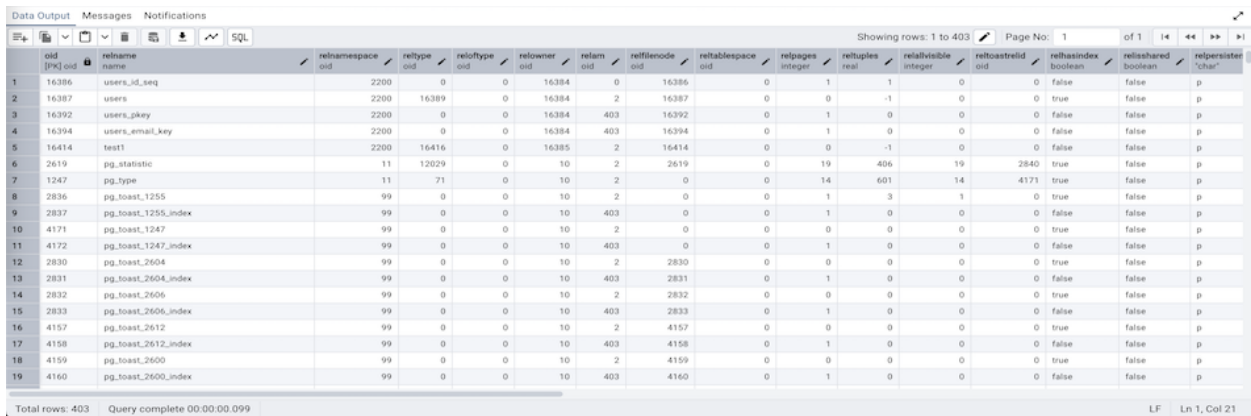 Data Output Messages Notifications
SQL Showing rows: 1 to 403 Page No: 1 of 1
oid relname relnamespace reltype reloftype relowner relam relfilenode reltablespace relpages reltuples relallvisible reltoastrelid relhasindex relisshared relpersisten
[PK] oid name oid oid oid oid oid oid oid integer real integer oid boolean boolean "char"
1 16386 users_id_seq 2200 0 0 16384 0 16386 0 1 1 0 0 false false p
2 16387 users 2200 16389 0 16384 2 16387 0 0 -1 0 0 true false p
3 16392 users_pkey 2200 0 0 16384 403 16392 0 1 0 0 0 false false p
4 16394 users_email_key 2200 0 0 16384 403 16394 0 1 0 0 0 false false p
5 16414 test1 2200 16416 0 16385 2 16414 0 0 -1 0 0 false false p
6 2619 pg_statistic 11 12029 0 10 2 2619 0 19 406 19 2840 true false p
7 1247 pg_type 11 71 0 10 2 0 0 14 601 14 4171 true false p
8 2836 pg_toast_1255 99 0 0 10 2 0 0 1 3 1 0 true false p
9 2837 pg_toast_1255_index 99 0 0 10 403 0 0 1 0 0 0 false false p
10 4171 pg_toast_1247 99 0 0 10 2 0 0 0 0 0 0 true false p
11 4172 pg_toast_1247_index 99 0 0 10 403 0 0 1 0 0 0 false false p
12 2830 pg_toast_2604 99 0 0 10 2 2830 0 0 0 0 0 true false p
13 2831 pg_toast_2604_index 99 0 0 10 403 2831 0 1 0 0 0 false false p
14 2832 pg_toast_2606 99 0 0 10 2 2832 0 0 0 0 0 true false p
15 2833 pg_toast_2606_index 99 0 0 10 403 2833 0 1 0 0 0 false false p
16 4157 pg_toast_2612 99 0 0 10 2 4157 0 0 0 0 0 true false p
17 4158 pg_toast_2612_index 99 0 0 10 403 4158 0 1 0 0 0 false false p
18 4159 pg_toast_2600 99 0 0 10 2 4159 0 0 0 0 0 true false p
19 4160 pg_toast_2600_index 99 0 0 10 403 4160 0 1 0 0 0 false false p
Total rows: 403 Query complete 00:00:00.099 LF Ln 1, Col 21